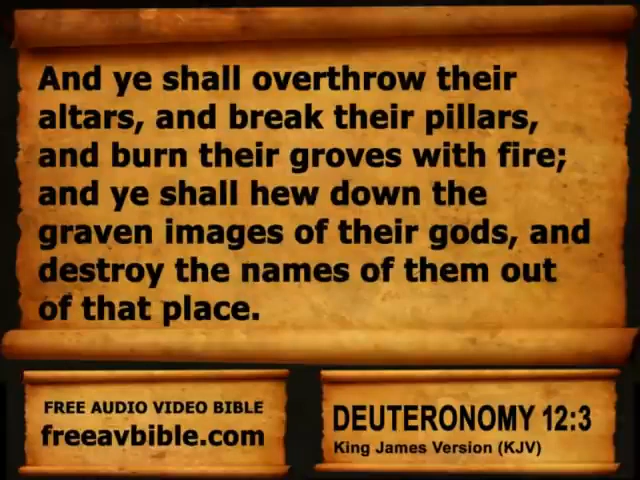 And ye shall overthrow their
altars, and break their pillars,
and burn their groves with fire;
and ye shall hew down the
graven images of their gods, and
destroy the names of them out
of that place.
FREE AUDIO VIDEO BIBLE
freeavbible.com
DEUTERONOMY 12:3
King James Version (KJV)